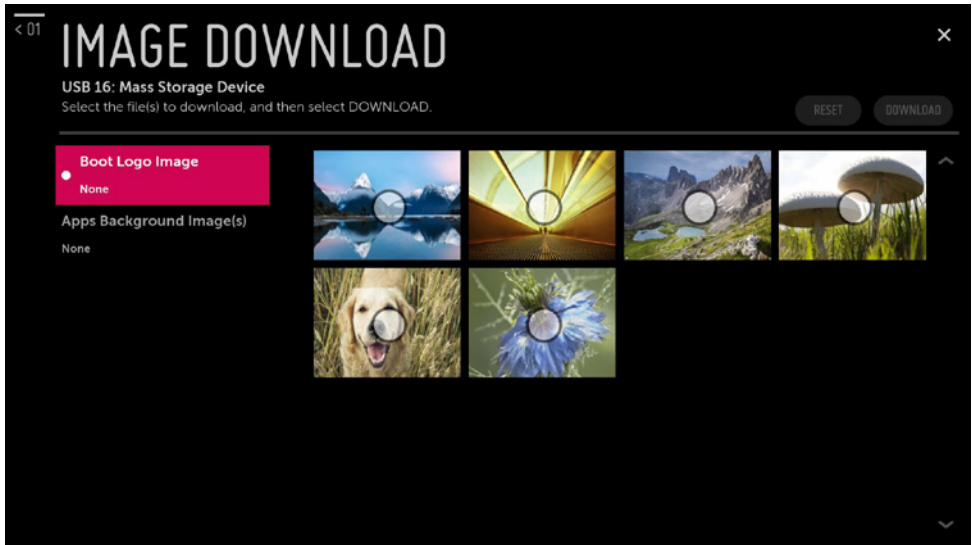 < 01
IMAGE DOWNLOAD
USB 16: Mass Storage Device
Select the file(s) to download, and then select DOWNLOAD.
RESET
DOWNLOAD
Boot Logo Image
None
Apps Background Image(s)
None